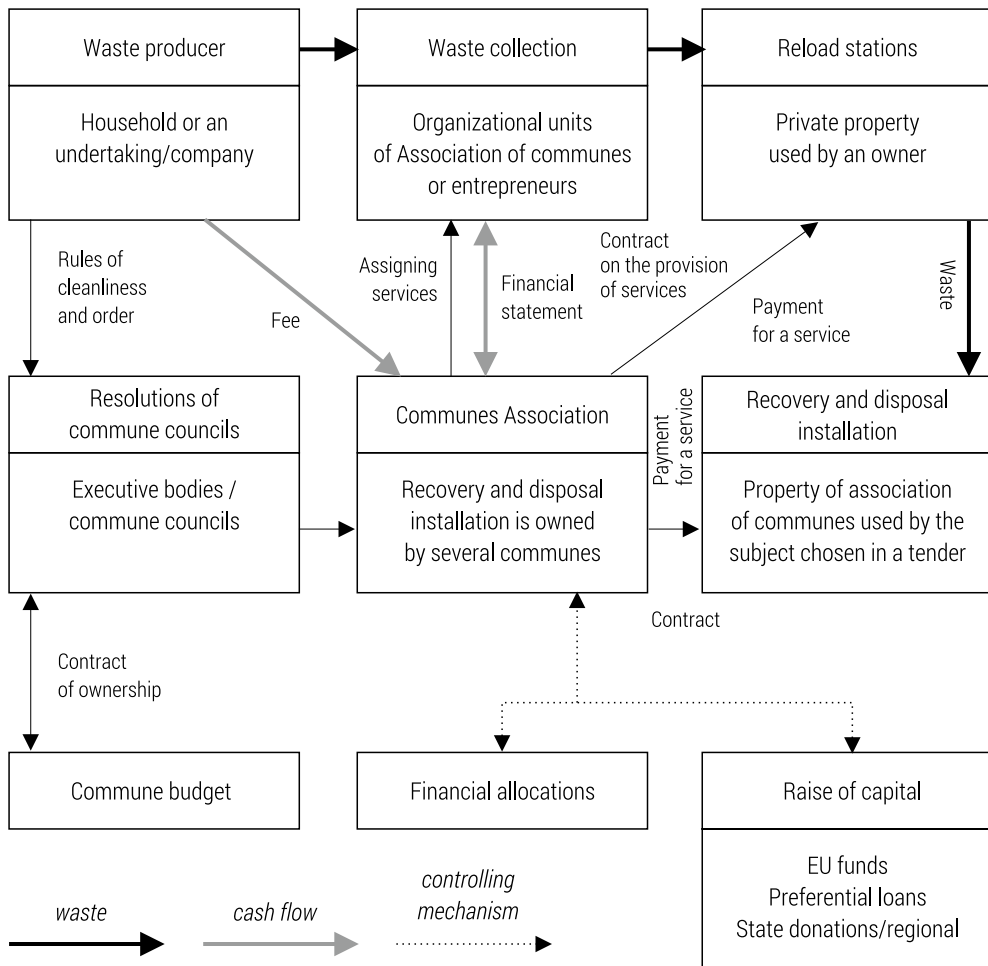 Waste producer
Household or an
undertaking/company
Waste collection
Organizational units
of Association of communes
or entrepreneurs
Reload stations
Private property
used by an owner
Rules of
cleanliness
and order
Fee
Assigning
services
Financial
statement
Contract
on the provision
of services
Payment
for a service
Waste
Resolutions of
commune councils
Executive bodies /
commune councils
Communes Association
Recovery and disposal
installation is owned
by several communes
Payment
for a service
Recovery and disposal
installation
Property of association
of communes used by the
subject chosen in a tender
Contract
of ownership
Contract
Commune budget
Financial allocations
Raise of capital
EU funds
Preferential loans
State donations/regional
waste
cash flow
controlling
mechanism